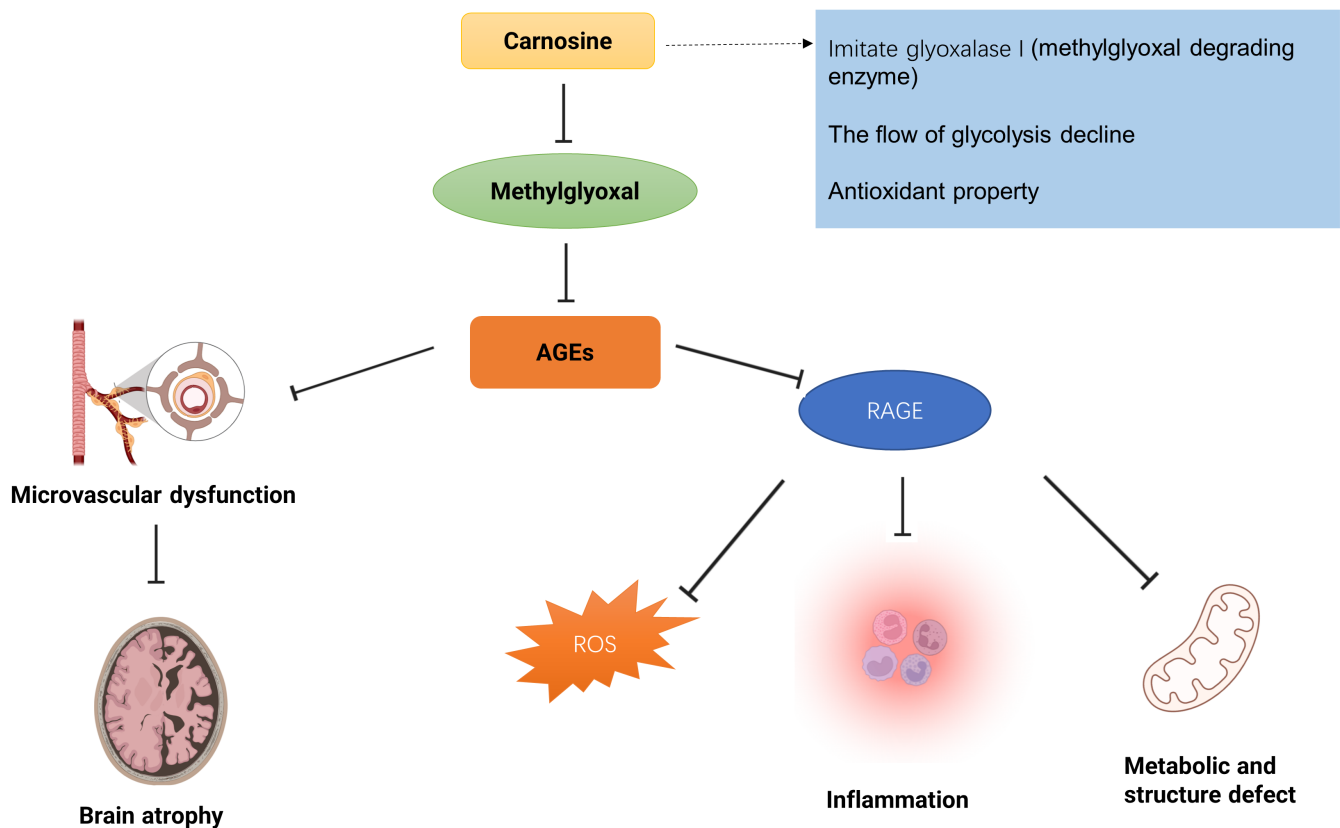 Carnosine
Imitate glyoxalase I (methylglyoxal degrading
enzyme)
The flow of glycolysis decline
Antioxidant property
Methylglyoxal
AGEs
RAGE
Microvascular dysfunction
ROS
Brain atrophy
Inflammation
Metabolic and
structure defect